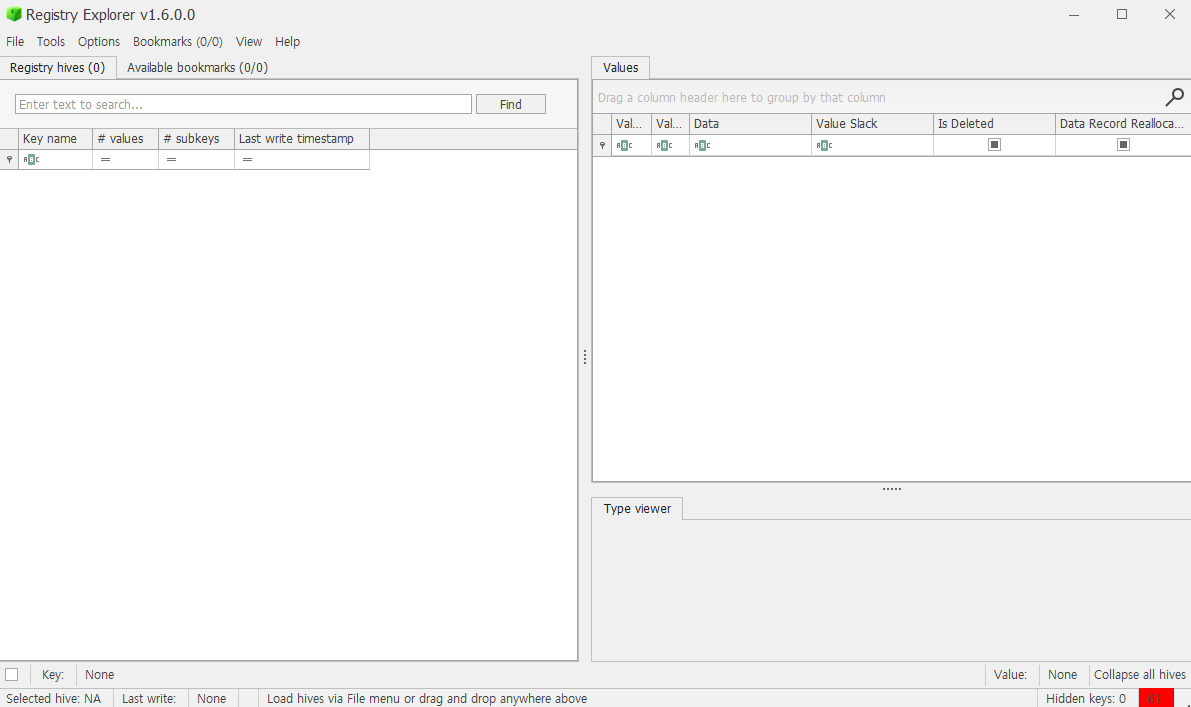 Registry Explorer v1.6.0.0
File Tools Options Bookmarks (0/0) View Help
Registry hives (0) Available bookmarks (0/0)
Enter text to search... Find
Key name # values # subkeys Last write timestamp
ABC = = =
Values
Drag a column header here to group by that column
Val... Val... Data Value Slack Is Deleted Data Record Realloca...
ABC ABC ABC ABC
Type viewer
Key: None Value: None Collapse all hives
Selected hive: NA Last write: None Load hives via File menu or drag and drop anywhere above Hidden keys: 0 61